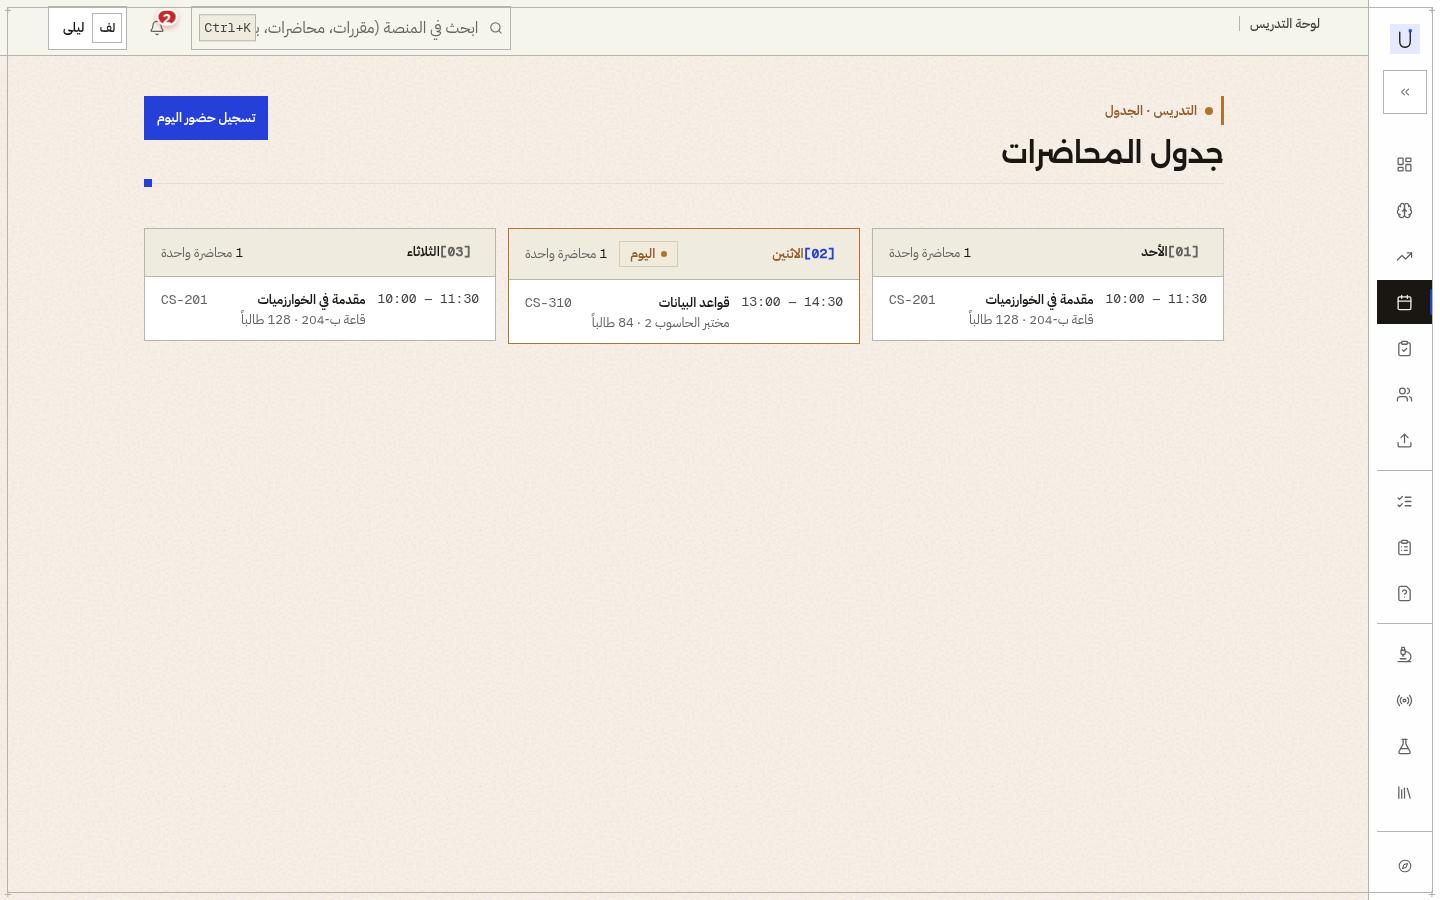 لوحة التدريس
ابحث في المنصة (مقررات، محاضرات، ب
Ctrl+K
2
لف
ليلى
U
التدريس · الجدول
جدول المحاضرات
تسجيل حضور اليوم
[01] الأحد
1 محاضرة واحدة
10:00 – 11:30
مقدمة في الخوارزميات
CS-201
قاعة ب-204 · 128 طالباً
[02] الاثنين
اليوم
1 محاضرة واحدة
13:00 – 14:30
قواعد البيانات
CS-310
مختبر الحاسوب 2 · 84 طالباً
[03] الثلاثاء
1 محاضرة واحدة
10:00 – 11:30
مقدمة في الخوارزميات
CS-201
قاعة ب-204 · 128 طالباً